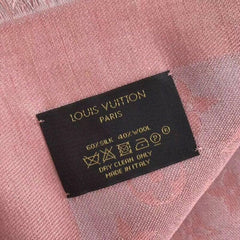 LOUIS VUITTON
PARIS
60%SILK 40%WOOL
DRY CLEAN ONLY
MADE IN ITALY